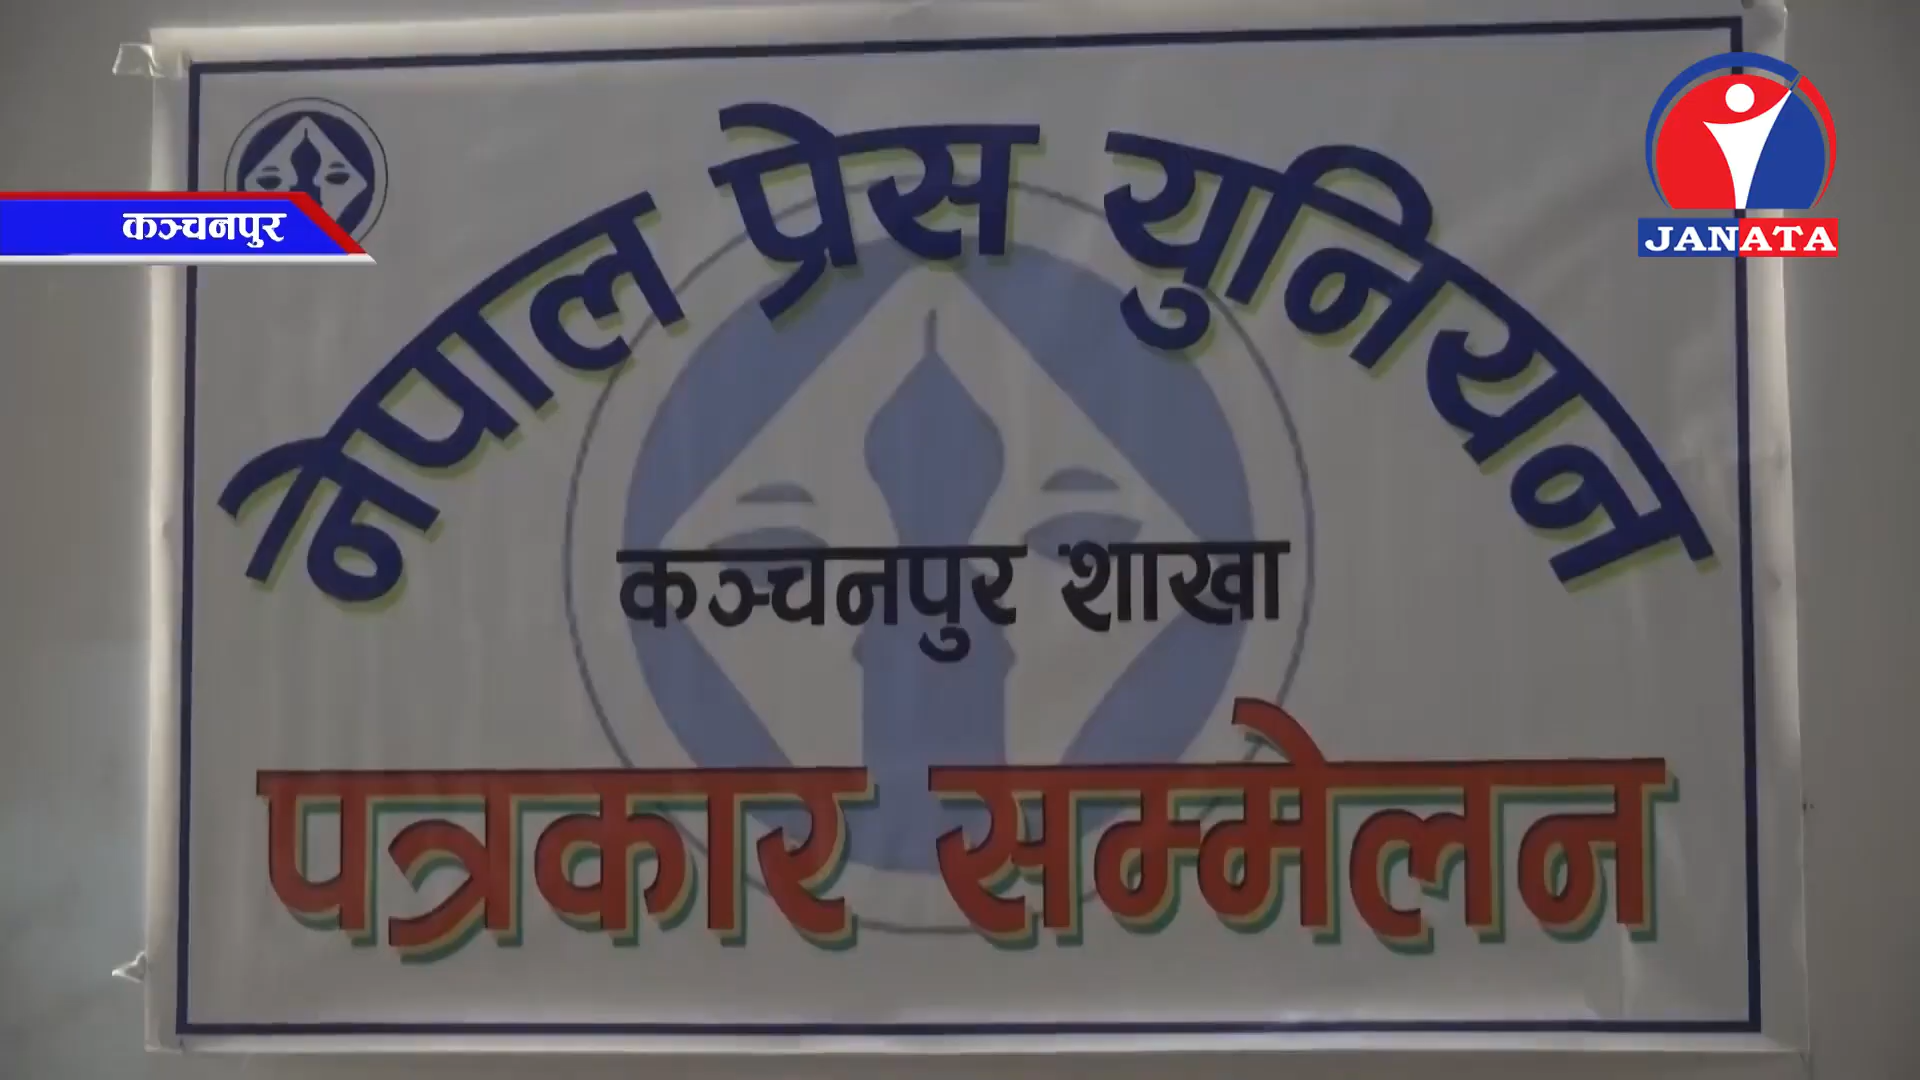 कञ्चनपुर
JANATA
नेपाल प्रेस युनियन
कञ्चनपुर शाखा
पत्रकार सम्मेलन